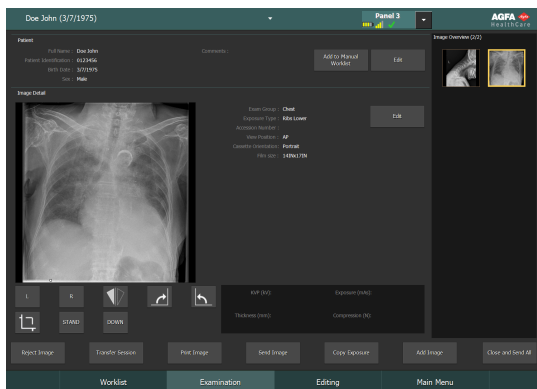 Doe John (3/7/1975)
Panel 3
AGFA
HealthCare
Patient
Full Name : Doe John
Patient Identification : 0123456
Birth Date : 3/7/1975
Sex : Male
Comments :
Add to Manual
Worklist
Edit
Image Overview (2/2)
Image Detail
Exam Group : Chest
Exposure Type : Ribs Lower
Accession Number :
View Position : AP
Cassette Orientation : Portrait
Film size : 14INx17IN
Edit
L
R
STAND
DOWN
KVP (kV):
Exposure (mAs):
Thickness (mm):
Compression (N):
Reject Image
Transfer Session
Print Image
Send Image
Copy Exposure
Add Image
Close and Send All
Worklist
Examination
Editing
Main Menu